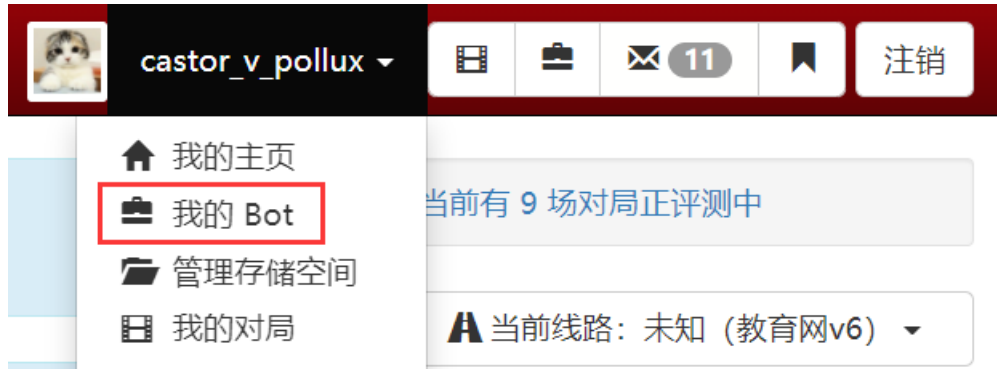 castor_v_pollux
11
注销
我的主页
当前有 9 场对局正评测中
我的 Bot
管理存储空间
我的对局
当前线路：未知（教育网v6）